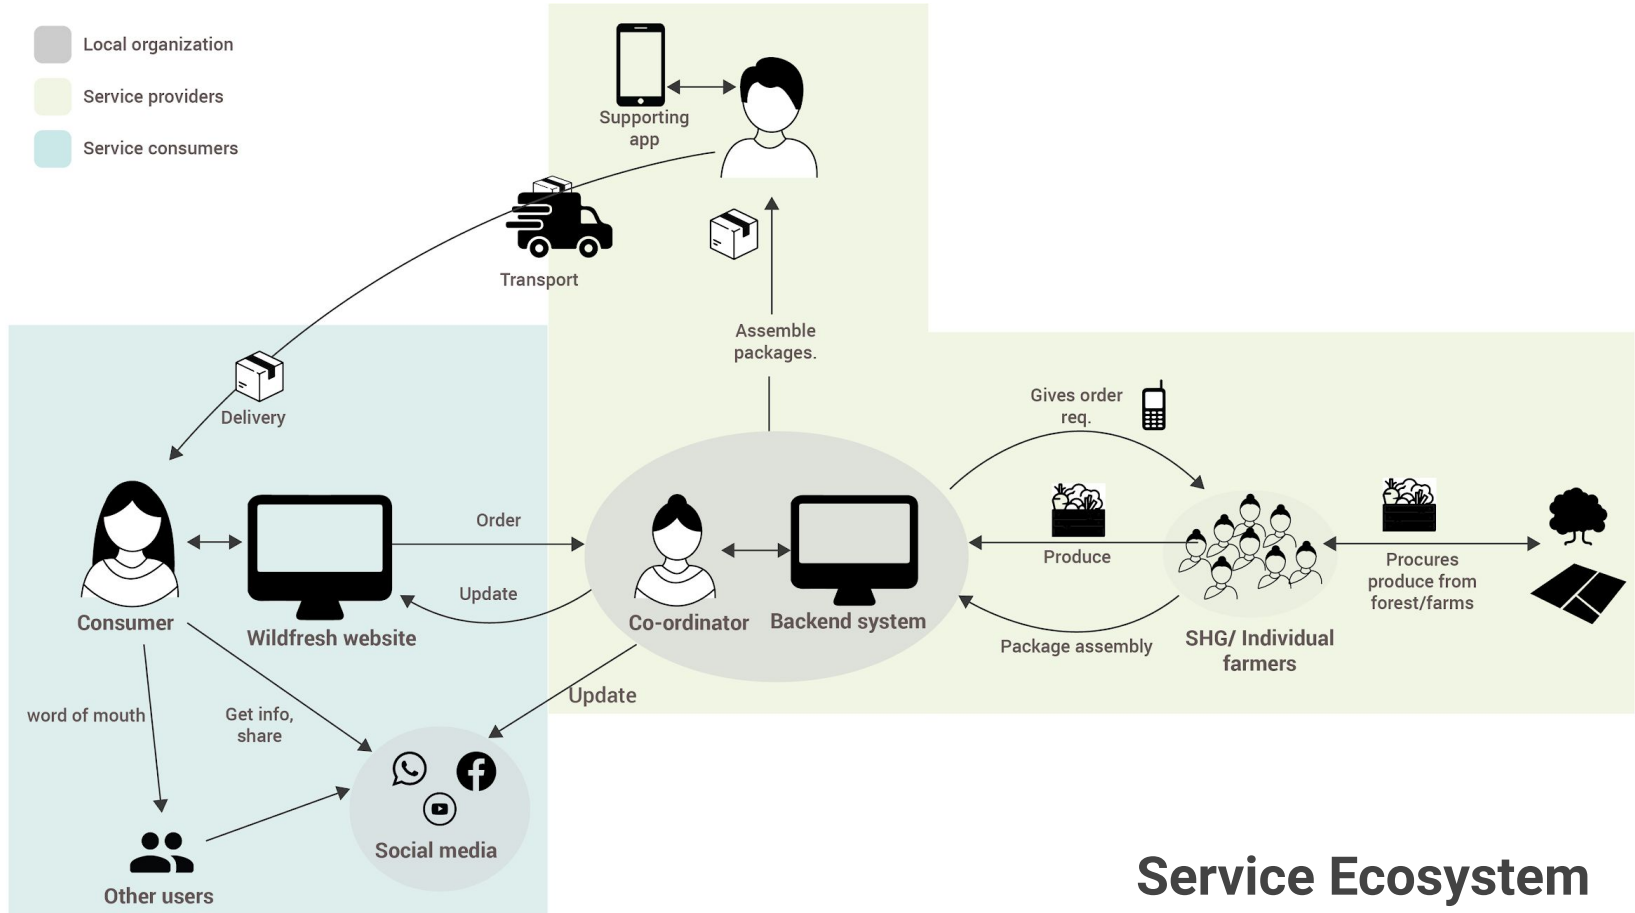 Local organization
Service providers
Service consumers
Supporting
app
Transport
Assemble
packages.
Delivery
Gives order
req.
Order
Produce
Procures
produce from
forest/farms
Update
Consumer
Wildfresh website
Co-ordinator
Backend system
Package assembly
SHG/ Individual
farmers
Update
word of mouth
Get info,
share
Social media
Other users
Service Ecosystem